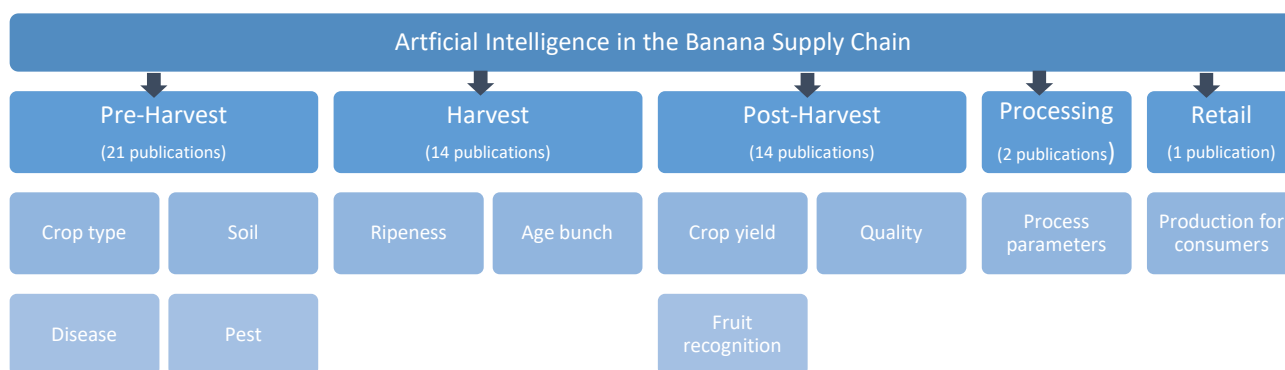 Artficial Intelligence in the Banana Supply Chain
Pre-Harvest
(21 publications)
Harvest
(14 publications)
Post-Harvest
(14 publications)
Processing
(2 publications)
Retail
(1 publication)
Crop type
Soil
Ripeness
Age bunch
Crop yield
Quality
Process
parameters
Production for
consumers
Disease
Pest
Fruit
recognition